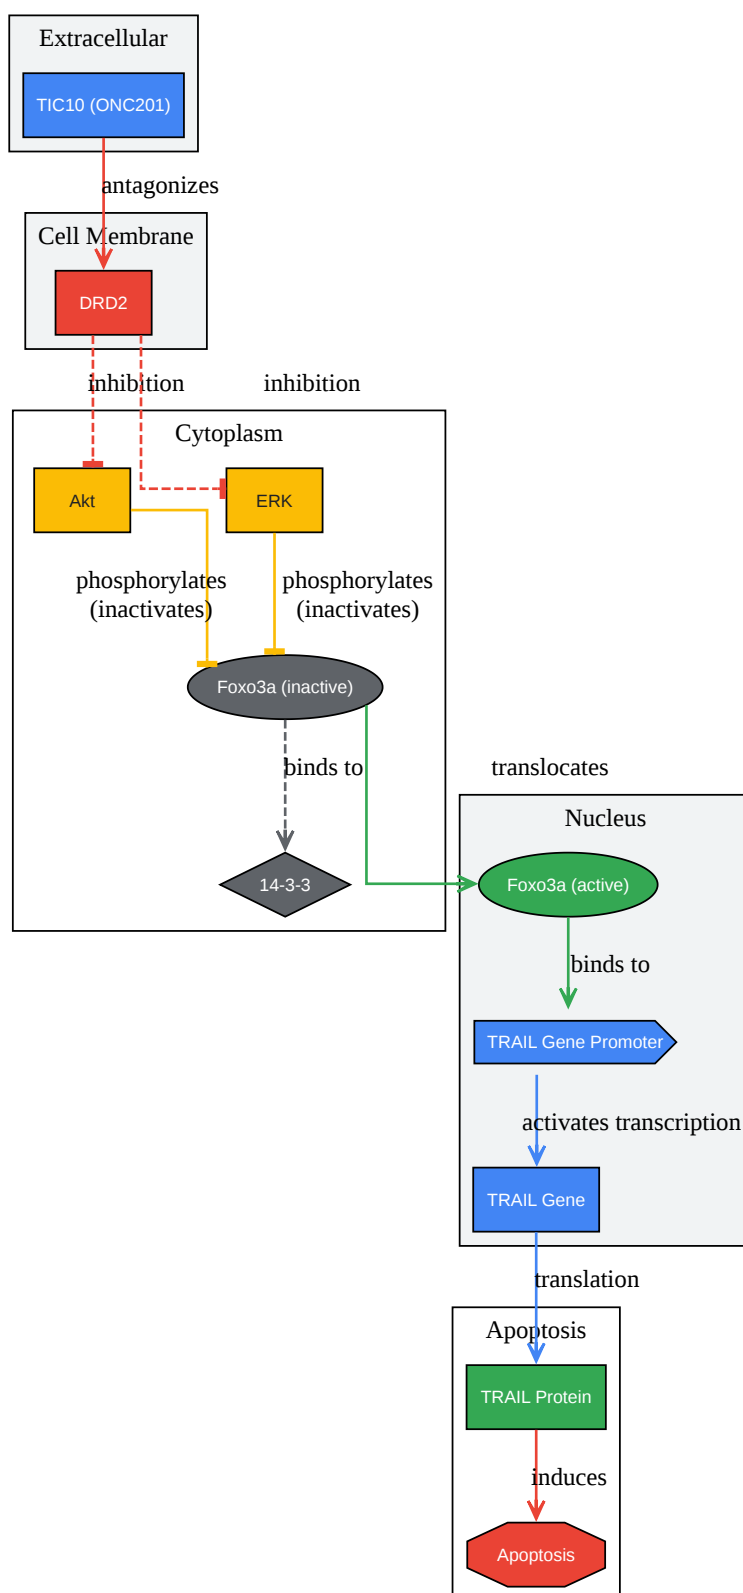 Extracellular
TIC10 (ONC201)
antagonizes
Cell Membrane
DRD2
inhibition
inhibition
Cytoplasm
Akt
ERK
phosphorylates
(inactivates)
phosphorylates
(inactivates)
Foxo3a (inactive)
binds to
translocates
Nucleus
14-3-3
Foxo3a (active)
binds to
TRAIL Gene Promoter
activates transcription
TRAIL Gene
translation
Apoptosis
TRAIL Protein
induces
Apoptosis